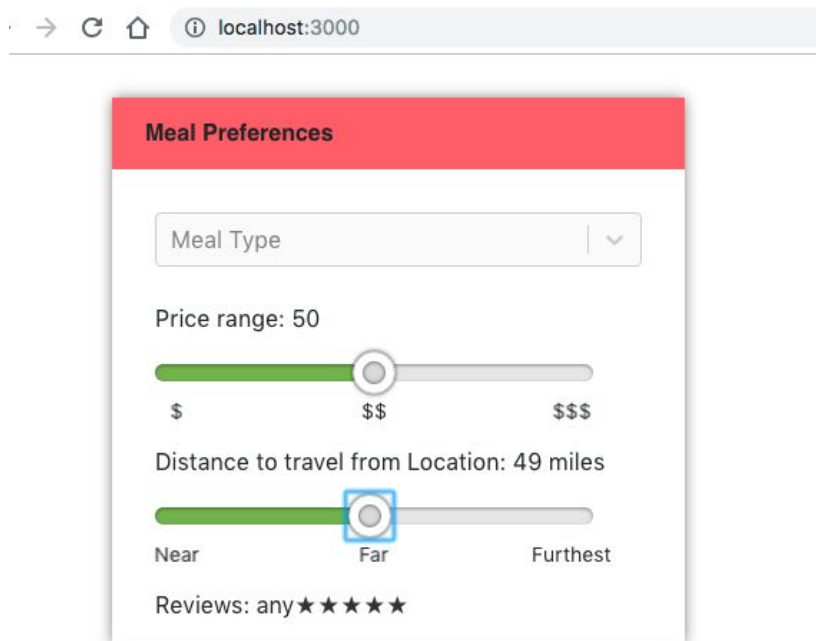 localhost:3000
Meal Preferences
Meal Type
Price range: 50
$ $$ $$$
Distance to travel from Location: 49 miles
Near Far Furthest
Reviews: any★★★★★